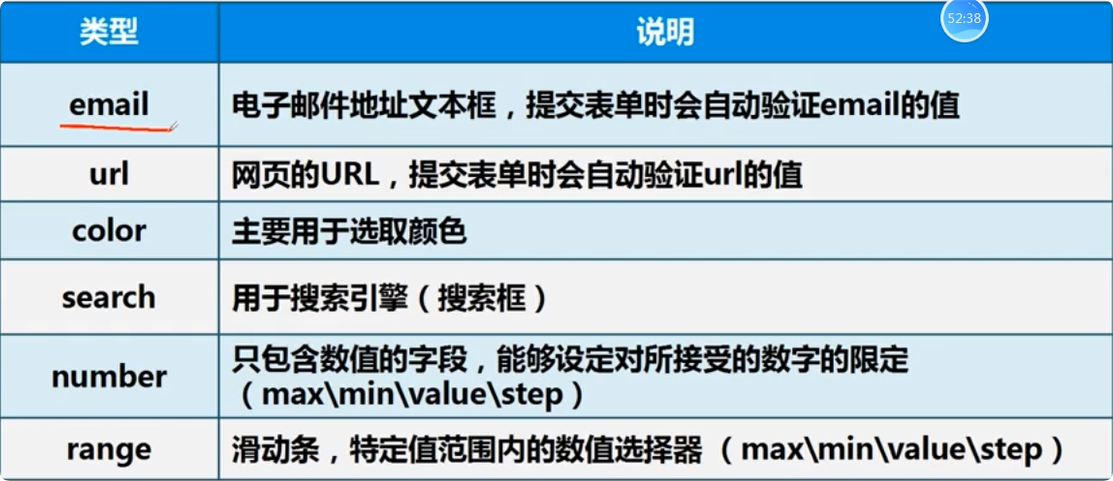 类型 说明
52:38
email 电子邮件地址文本框，提交表单时会自动验证email的值
url 网页的URL，提交表单时会自动验证url的值
color 主要用于选取颜色
search 用于搜索引擎（搜索框）
number 只包含数值的字段，能够设定对所接受的数字的限定
（max\min\value\step）
range 滑动条，特定值范围内的数值选择器 （max\min\value\step）